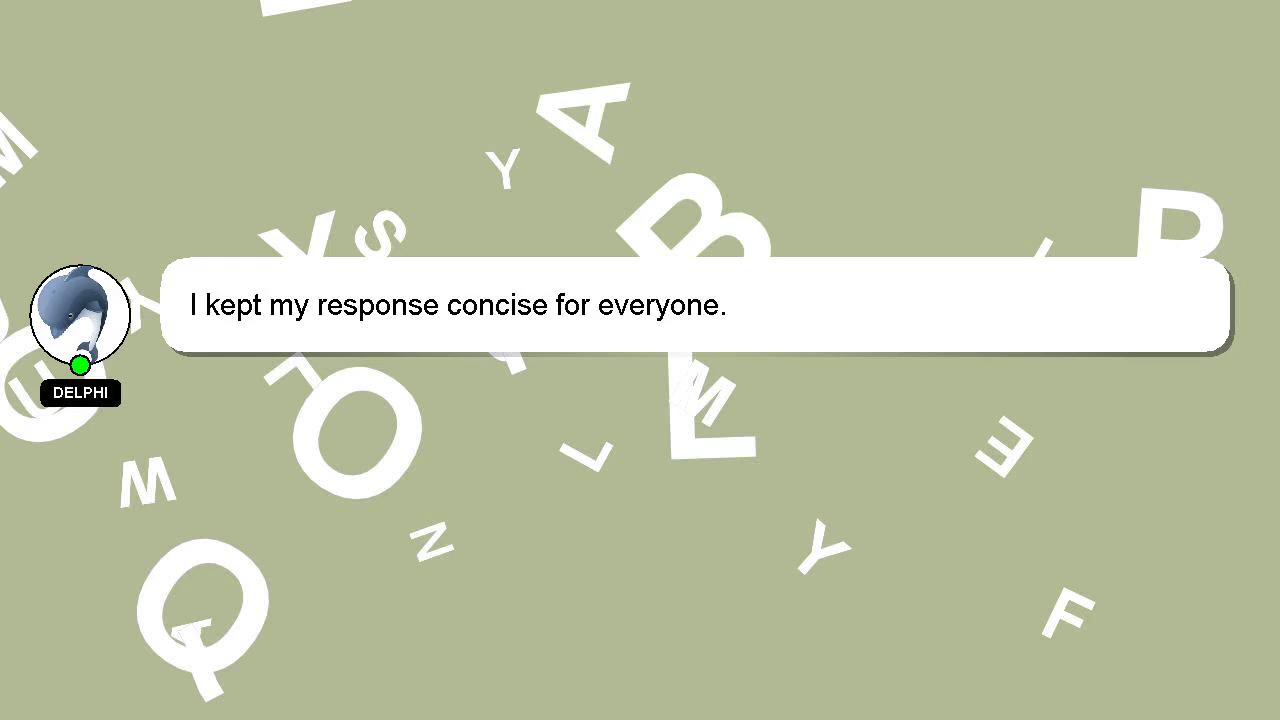 I kept my response concise for everyone.
DELPHI
M
A
Y
S
Y
B
R
U
L
O
M
L
L
E
W
N
Y
Q
F